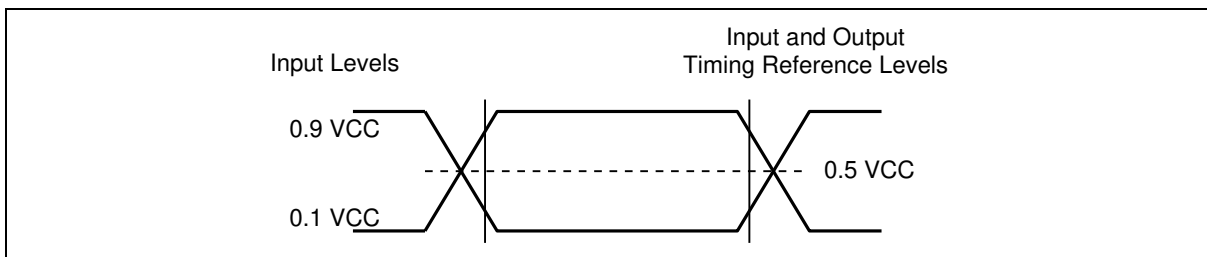 Input and Output
Input Levels
Timing Reference Levels
0.9 VCC
0.5 VCC
0.1 VCC